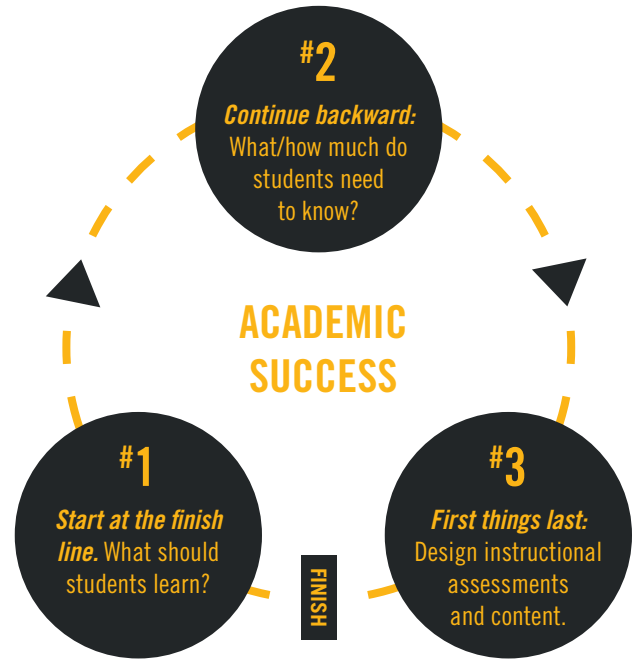 #2
Continue backward:
What/how much do
students need
to know?
ACADEMIC
SUCCESS
#1
Start at the finish
line. What should
students learn?
#3
First things last:
Design instructional
assessments
and content.
FINISH